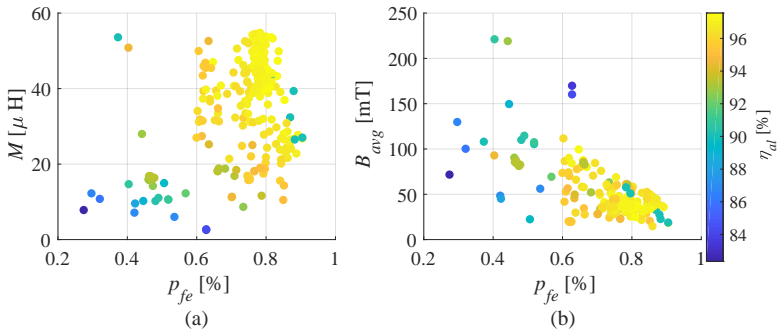 (a)
M [μ H]
60
40
20
0
0.2 0.4 0.6 0.8 1
p_fe [%]
(a)
(b)
B_avg [mT]
250
200
150
100
50
0
0.2 0.4 0.6 0.8 1
p_fe [%]
(b)
96
94
92
90
88
86
84
η_al [%]